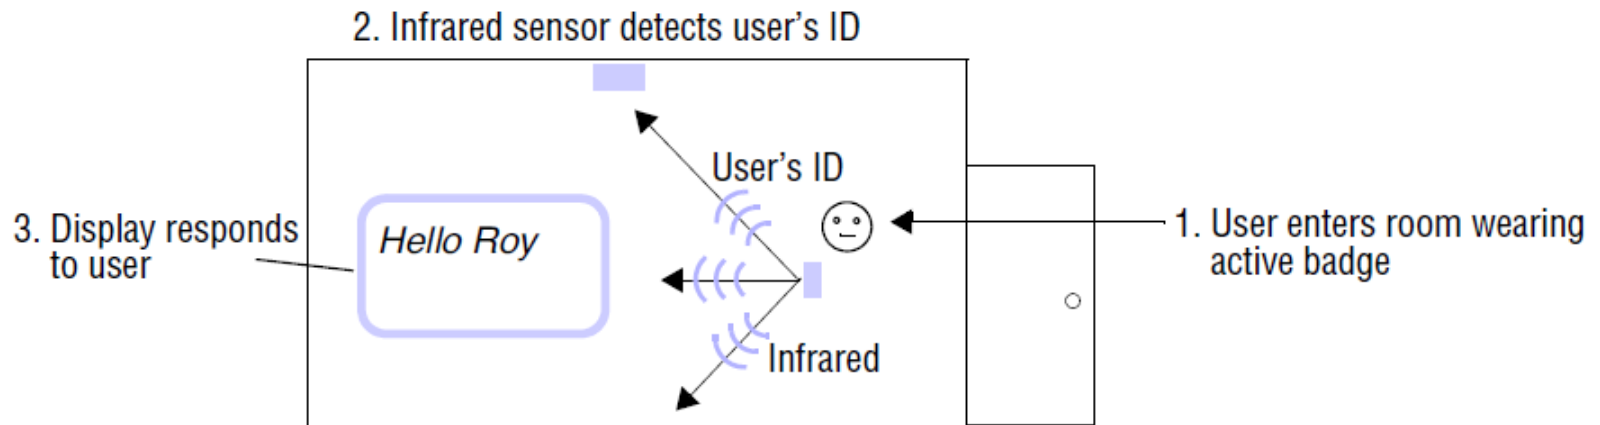 2. Infrared sensor detects user's ID
User's ID
3. Display responds
to user
Hello Roy
1. User enters room wearing
active badge
Infrared